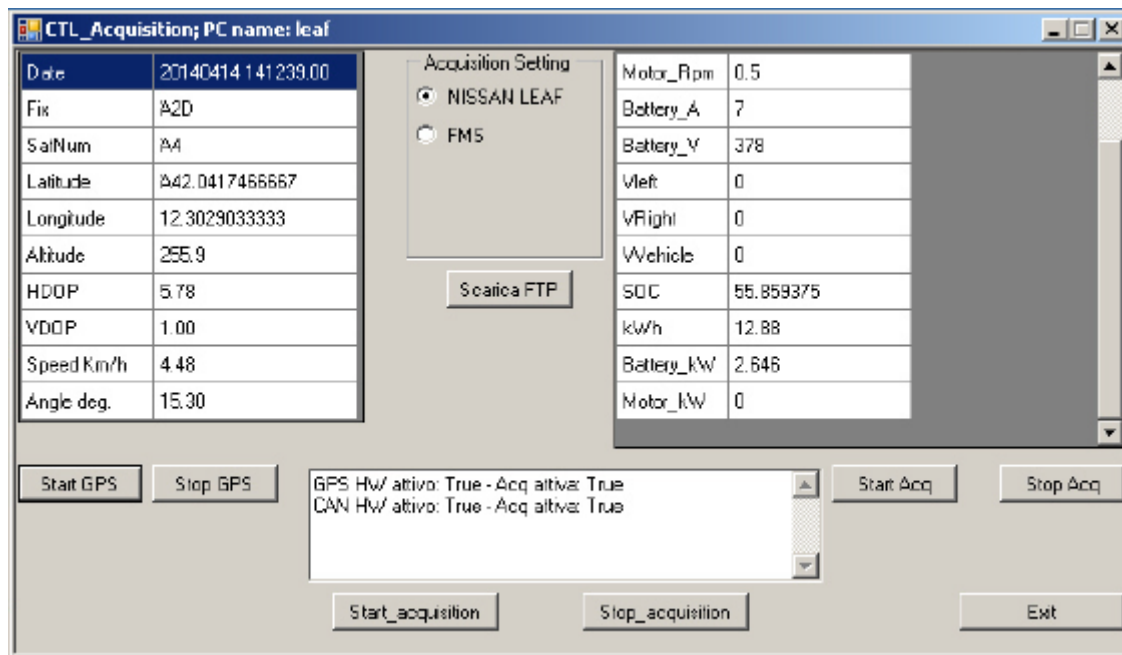 CTL_Acquisition; PC name: leaf
Date 20140414 141239.00
Fix A2D
SatNum A4
Latitude A42.0417466667
Longitude 12.3029033333
Altitude 255.9
HDOP 5.78
VDOP 1.00
Speed Km/h 4.48
Angle deg. 15.30
Acquisition Setting
NISSAN LEAF
FMS
Scarica FTP
Motor_Rpm 0.5
Battery_A 7
Battery_V 378
Vleft 0
VRight 0
VVehicle 0
SOC 55.859375
kWh 12.88
Battery_kW 2.646
Motor_kW 0
Start GPS
Stop GPS
GPS HW attivo: True - Acq attiva: True
CAN HW attivo: True - Acq attiva: True
Start Acq
Stop Acq
Start_acquisition
Stop_acquisition
Exit